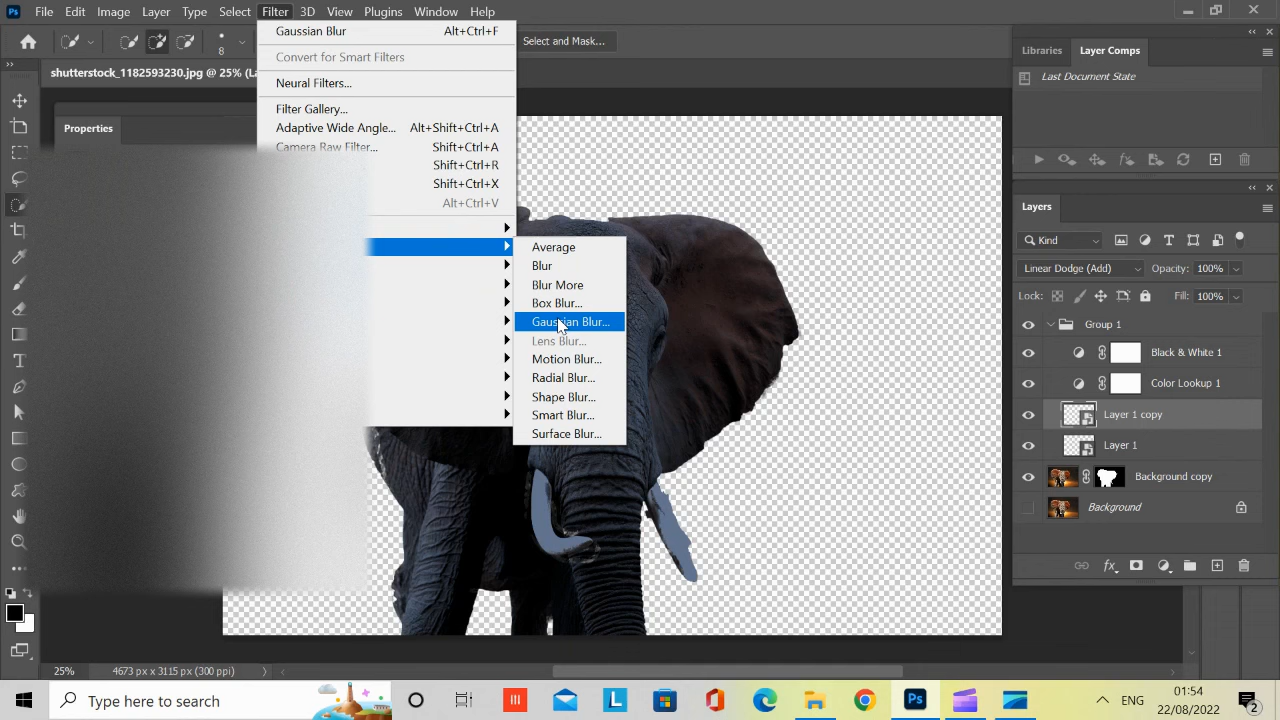 Ps File Edit Image Layer Type Select Filter 3D View Plugins Window Help
8 Select and Mask...
shutterstock_1182593230.jpg @ 25% (La
Properties
Gaussian Blur Alt+Ctrl+F
Convert for Smart Filters
Neural Filters...
Filter Gallery...
Adaptive Wide Angle... Alt+Shift+Ctrl+A
Camera Raw Filter... Shift+Ctrl+A
Shift+Ctrl+R
Shift+Ctrl+X
Alt+Ctrl+V
Average
Blur
Blur More
Box Blur...
Gaussian Blur...
Lens Blur...
Motion Blur...
Radial Blur...
Shape Blur...
Smart Blur...
Surface Blur...
Libraries Layer Comps
Last Document State
Layers
Kind
Linear Dodge (Add) Opacity: 100%
Lock: Fill: 100%
Group 1
Black & White 1
Color Lookup 1
Layer 1 copy
Layer 1
Background copy
Background
25% 4673 px x 3115 px (300 ppi)
Type here to search
L
Ps
ENG
01:54
22/08/2022
2